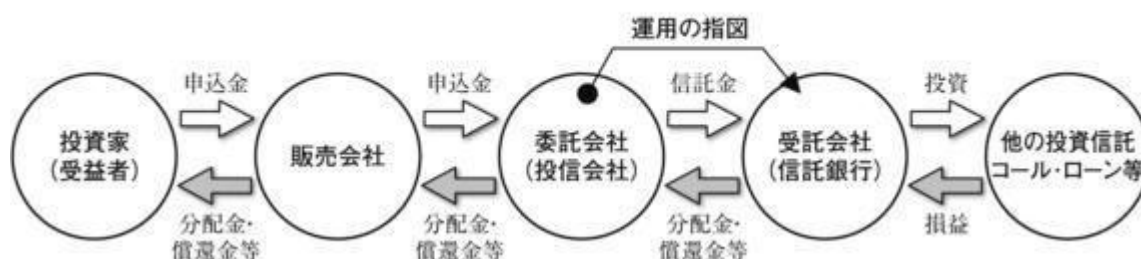 運用の指図
申込金
申込金
信託金
投資
投資家
(受益者)
販売会社
委託会社
(投信会社)
受託会社
(信託銀行)
他の投資信託
コール・ローン等
分配金・
償還金等
分配金・
償還金等
分配金・
償還金等
損益